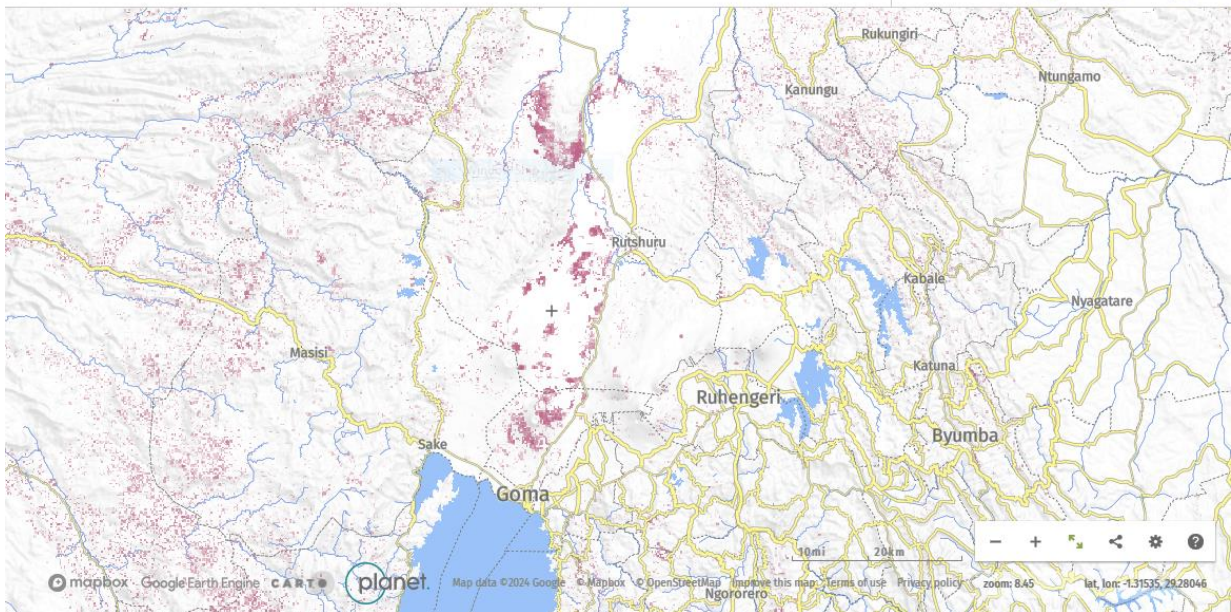 Rukungiri
Ntungamo
Kanungu
Rutshuru
Kabale
Nyagatare
Masisi
Katuna
Ruhengeri
Byumba
Sake
Goma
10mi 20km
zoom: 8.45 lat, lon: -1.31535, 29.28046
mapbox Google Earth Engine CARTO planet. Map data ©2024 Google © Mapbox © OpenStreetMap Improve this map Terms of use Privacy policy
Ngororero